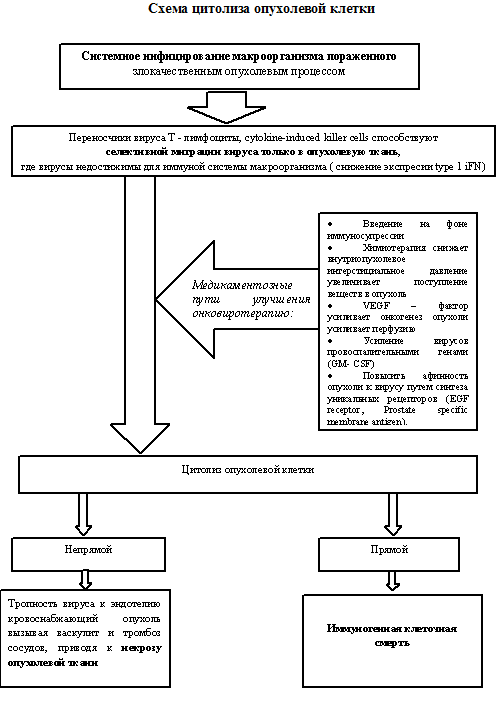 Схема цитолиза опухолевой клетки
Системное инфицирование макроорганизма пораженного
злокачественным опухолевым процессом
Переносчики вируса Т - лимфоциты, cytokine-induced killer cells способствуют
селективной миграции вируса только в опухолевую ткань,
где вирусы недостижимы для иммуной системы макроорганизма ( снижение экспресии type 1 iFN)
Медикаментозные
пути улучшения
онковиротерапию:
• Введение на фоне
иммуносупрессии
• Химиотерапия снижает
внутриопухолевое
интерстициальное давление
увеличивает поступление
веществ в опухоль
• VEGF – фактор
усиливает онкогенез опухоли
усиливает перфузию
• Усиление вирусов
провоспалительными генами
(GM- CSF)
• Повысить афинность
опухоли к вирусу путем синтеза
уникальных рецепторов (EGF
receptor, Prostate specific
membrane antigen).
Цитолиз опухолевой клетки
Непрямой
Прямой
Тропность вируса к эндотелию
кровоснабжающий опухоль
вызывая васкулит и тромбоз
сосудов, приводя к некрозу
опухолевой ткани
Иммуногенная клеточная
смерть